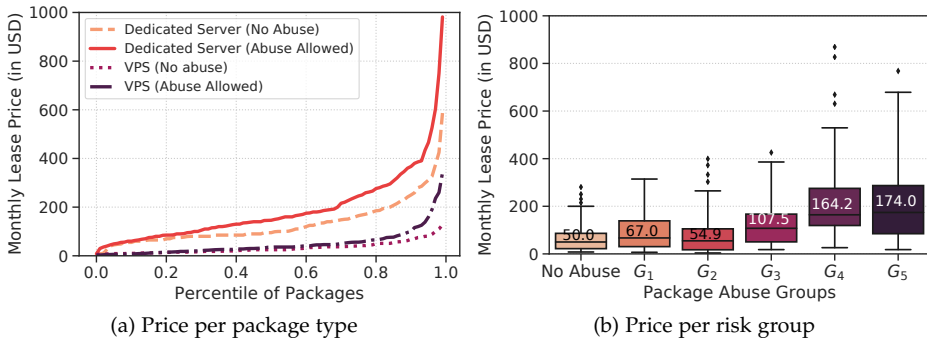 Monthly Lease Price (in USD)
1000
800
600
400
200
0
Dedicated Server (No Abuse)
Dedicated Server (Abuse Allowed)
VPS (No abuse)
VPS (Abuse Allowed)
0.0 0.2 0.4 0.6 0.8 1.0
Percentile of Packages
(a) Price per package type
Monthly Lease Price (in USD)
1000
800
600
400
200
0
50.0 67.0 54.9 107.5 164.2 174.0
No Abuse G1 G2 G3 G4 G5
Package Abuse Groups
(b) Price per risk group